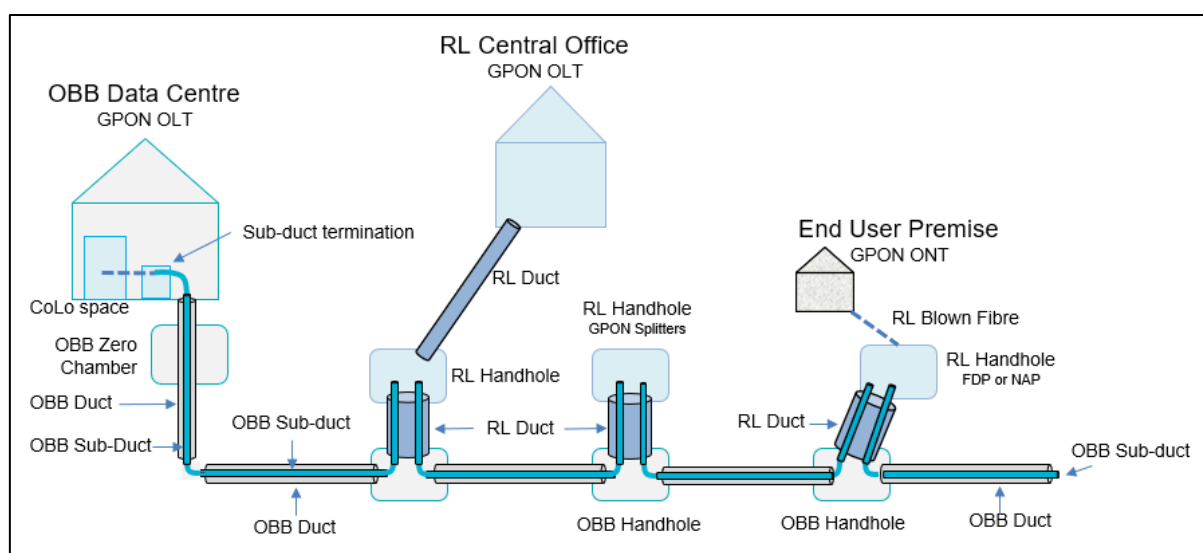 RL Central Office
GPON OLT
OBB Data Centre
GPON OLT
Sub-duct termination
End User Premise
GPON ONT
RL Duct
CoLo space
RL Handhole
GPON Splitters
RL Blown Fibre
OBB Zero
Chamber
RL Handhole
RL Handhole
FDP or NAP
OBB Duct
OBB Sub-duct
RL Duct
RL Duct
OBB Sub-Duct
OBB Sub-duct
OBB Duct
OBB Handhole
OBB Handhole
OBB Duct